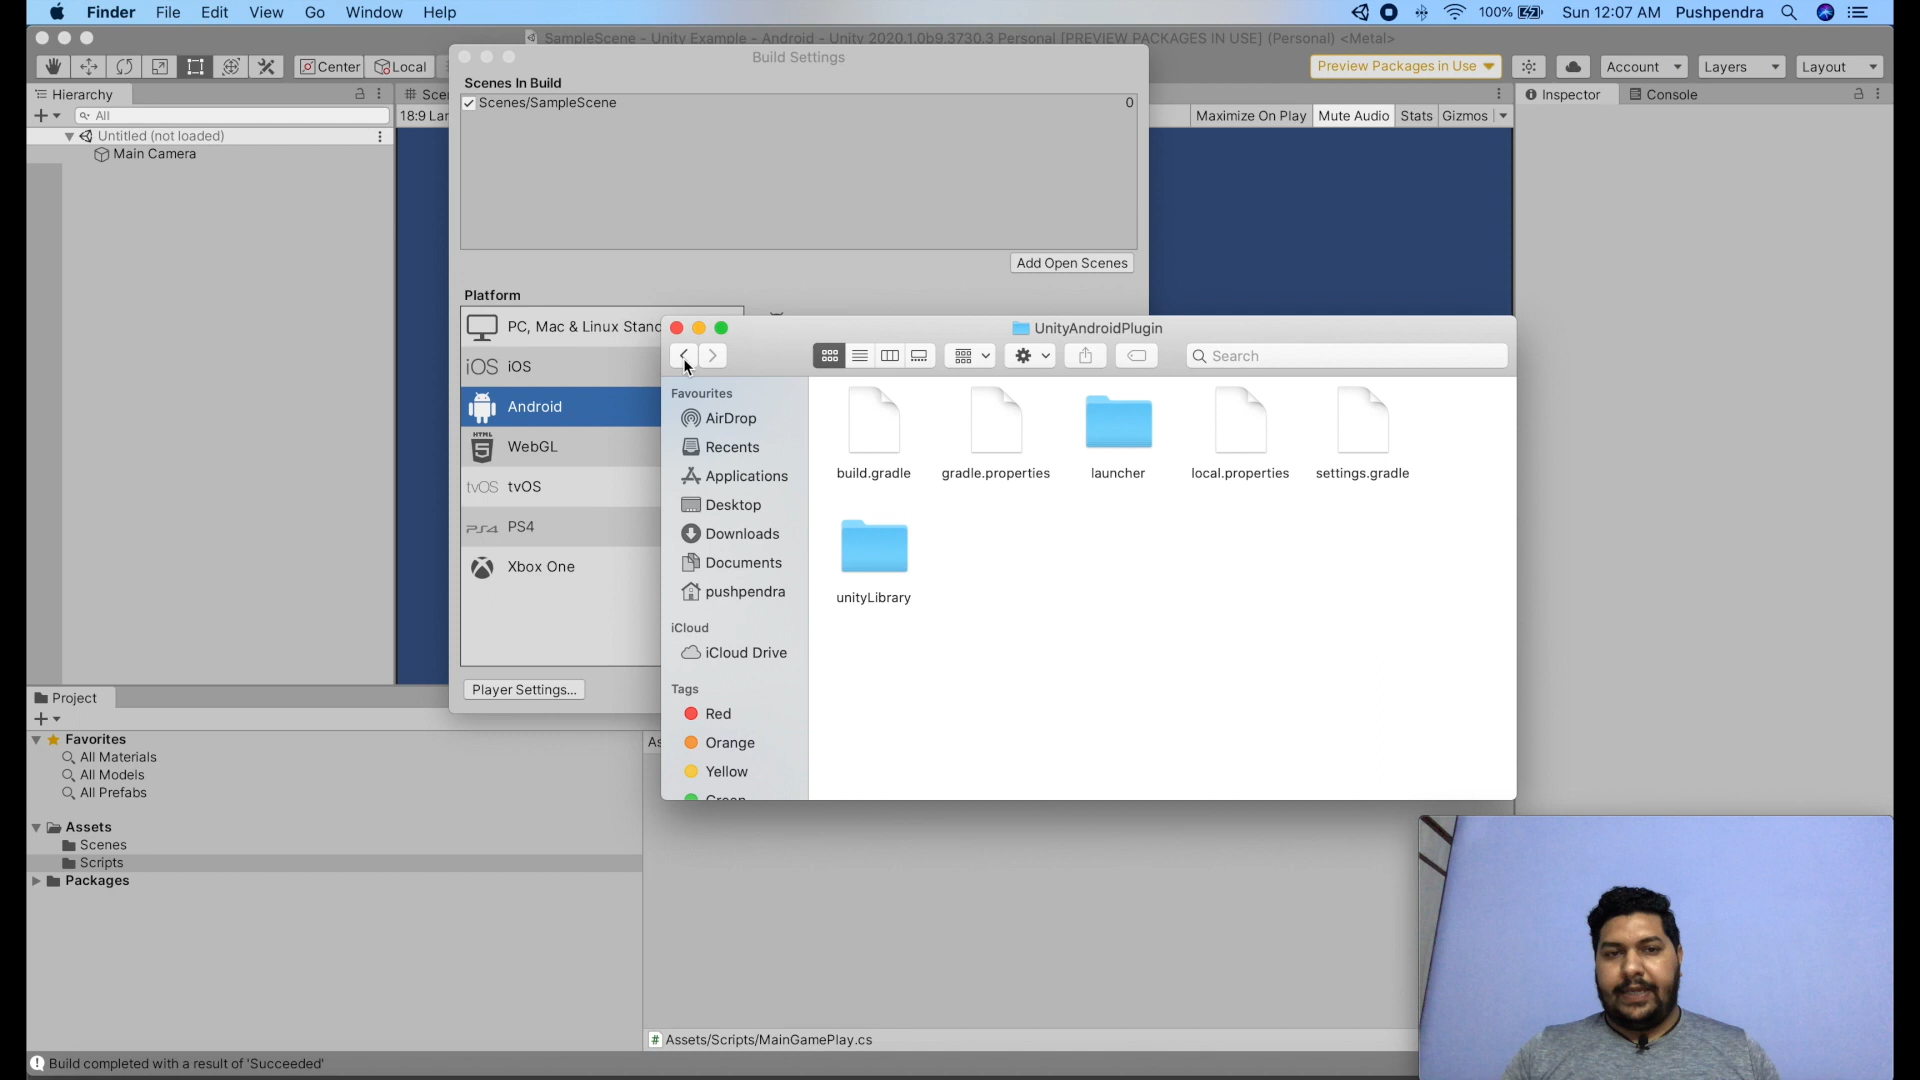 Finder File Edit View Go Window Help 100% Sun 12:07 AM Pushpendra
SampleScene - Unity Example - Android - Unity 2020.1.0b9.3730.3 Personal [PREVIEW PACKAGES IN USE] (Personal) <Metal>
Center Local Preview Packages in Use Account Layers Layout
Build Settings
Hierarchy Inspector Console
All 18:9 Maximize On Play Mute Audio Stats Gizmos
Untitled (not loaded)
Main Camera
Scenes In Build
Scenes/SampleScene 0
Add Open Scenes
Platform
PC, Mac & Linux
iOS iOS
Android
HTML 5 WebGL
tvOS tvOS
PS4 PS4
Xbox One
Player Settings...
UnityAndroidPlugin
Search
Favourites
AirDrop
Recents
Applications
Desktop
Downloads
Documents
pushpendra
iCloud
iCloud Drive
Tags
Red
Orange
Yellow
Green
build.gradle
gradle.properties
launcher
local.properties
settings.gradle
unityLibrary
Project
Favorites
All Materials
All Models
All Prefabs
Assets
Scenes
Scripts
Packages
Assets/Scripts/MainGamePlay.cs
Build completed with a result of 'Succeeded'